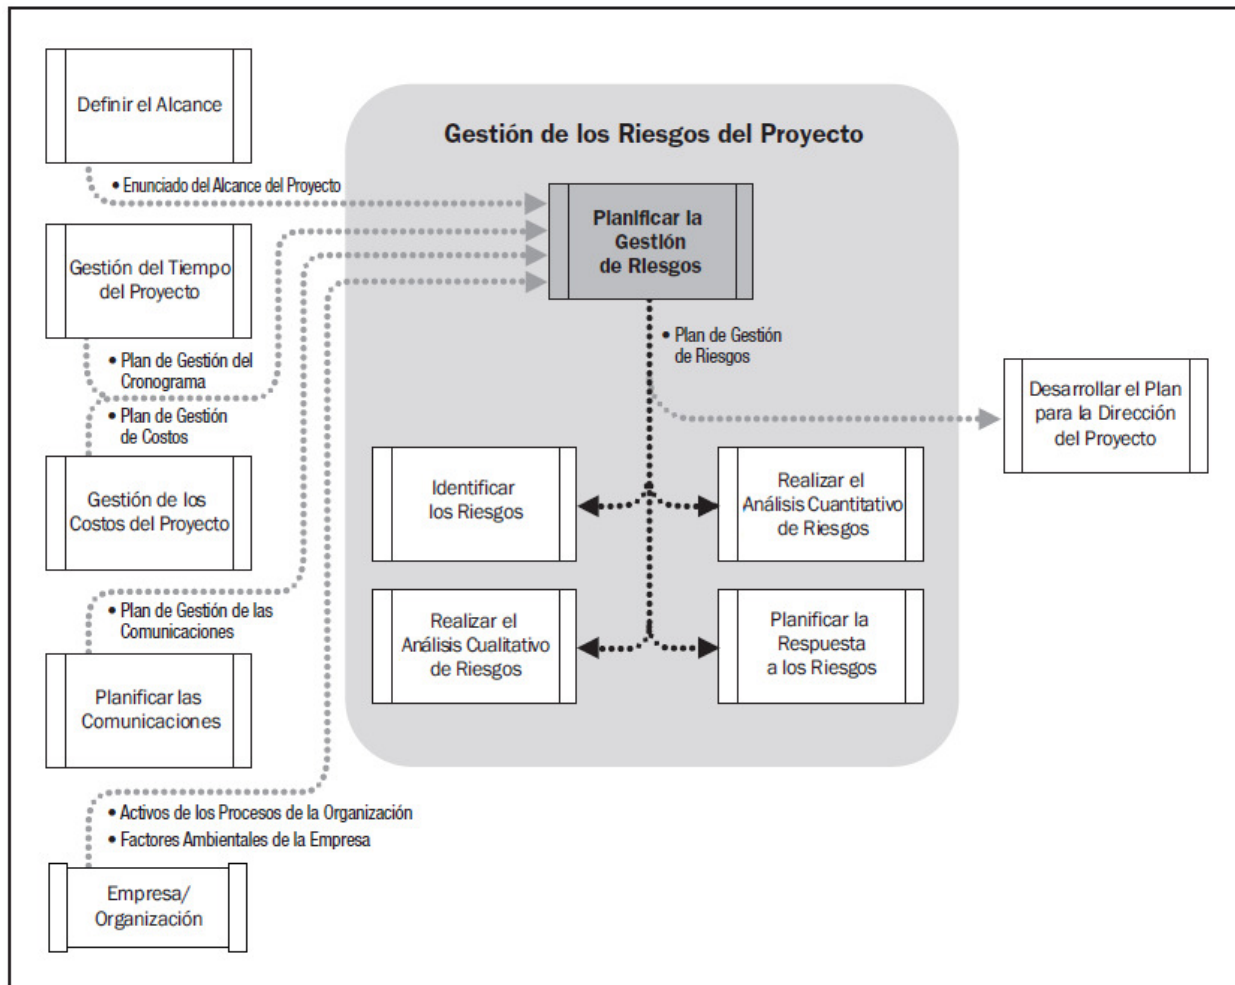 Definir el Alcance
• Enunciado del Alcance del Proyecto
Gestión del Tiempo
del Proyecto
• Plan de Gestión del
Cronograma
• Plan de Gestión
de Costos
Gestión de los
Costos del Proyecto
• Plan de Gestión de las
Comunicaciones
Planificar las
Comunicaciones
• Activos de los Procesos de la Organización
• Factores Ambientales de la Empresa
Empresa/
Organización
Gestión de los Riesgos del Proyecto
Planificar la
Gestión
de Riesgos
• Plan de Gestión
de Riesgos
Identificar
los Riesgos
Realizar el
Análisis Cuantitativo
de Riesgos
Realizar el
Análisis Cualitativo
de Riesgos
Planificar la
Respuesta
a los Riesgos
Desarrollar el Plan
para la Dirección
del Proyecto